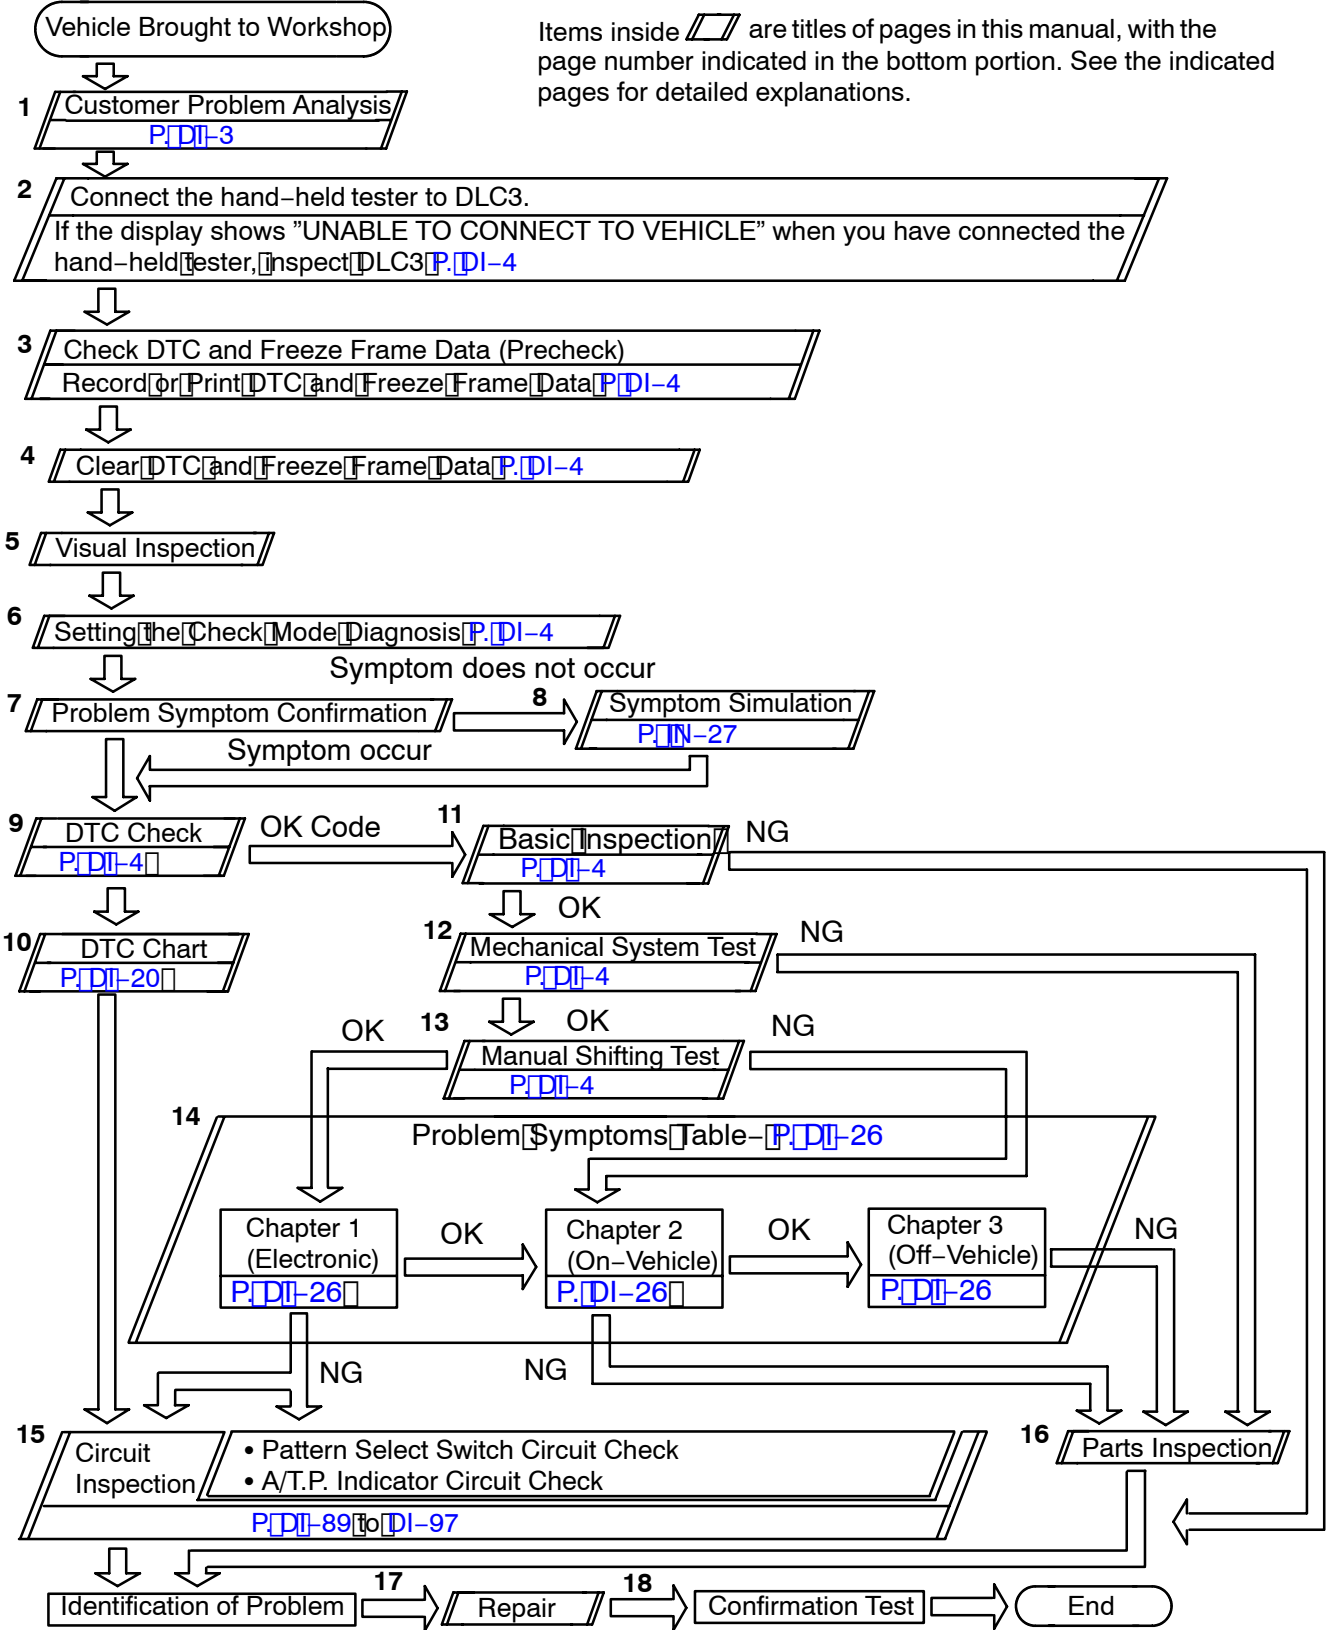 Vehicle Brought to Workshop
Items inside are titles of pages in this manual, with the
page number indicated in the bottom portion. See the indicated
pages for detailed explanations.
1
Customer Problem Analysis
P. DI−3
2
Connect the hand−held tester to DLC3.
If the display shows ”UNABLE TO CONNECT TO VEHICLE” when you have connected the
hand−held tester, inspect DLC3 P. DI−4
3
Check DTC and Freeze Frame Data (Precheck)
Record or Print DTC and Freeze Frame Data P DI−4
4
Clear DTC and Freeze Frame Data P. DI−4
5
Visual Inspection
6
Setting the Check Mode Diagnosis P. DI−4
Symptom does not occur
7
Problem Symptom Confirmation
8
Symptom Simulation
P. IN−27
Symptom occur
9
DTC Check
P. DI−4
OK Code
11
Basic Inspection
P. DI−4
NG
OK
10
DTC Chart
P. DI−20
12
Mechanical System Test
P. DI−4
NG
OK
13
OK
Manual Shifting Test
P. DI−4
NG
14
Problem Symptoms Table− P. DI−26
Chapter 1
(Electronic)
P. DI−26
OK
Chapter 2
(On−Vehicle)
P. DI−26
OK
Chapter 3
(Off−Vehicle)
P. DI−26
NG
NG
NG
15
Circuit
Inspection
• Pattern Select Switch Circuit Check
• A/T.P. Indicator Circuit Check
P. DI−89 to DI−97
16
Parts Inspection
Identification of Problem
17
Repair
18
Confirmation Test
End